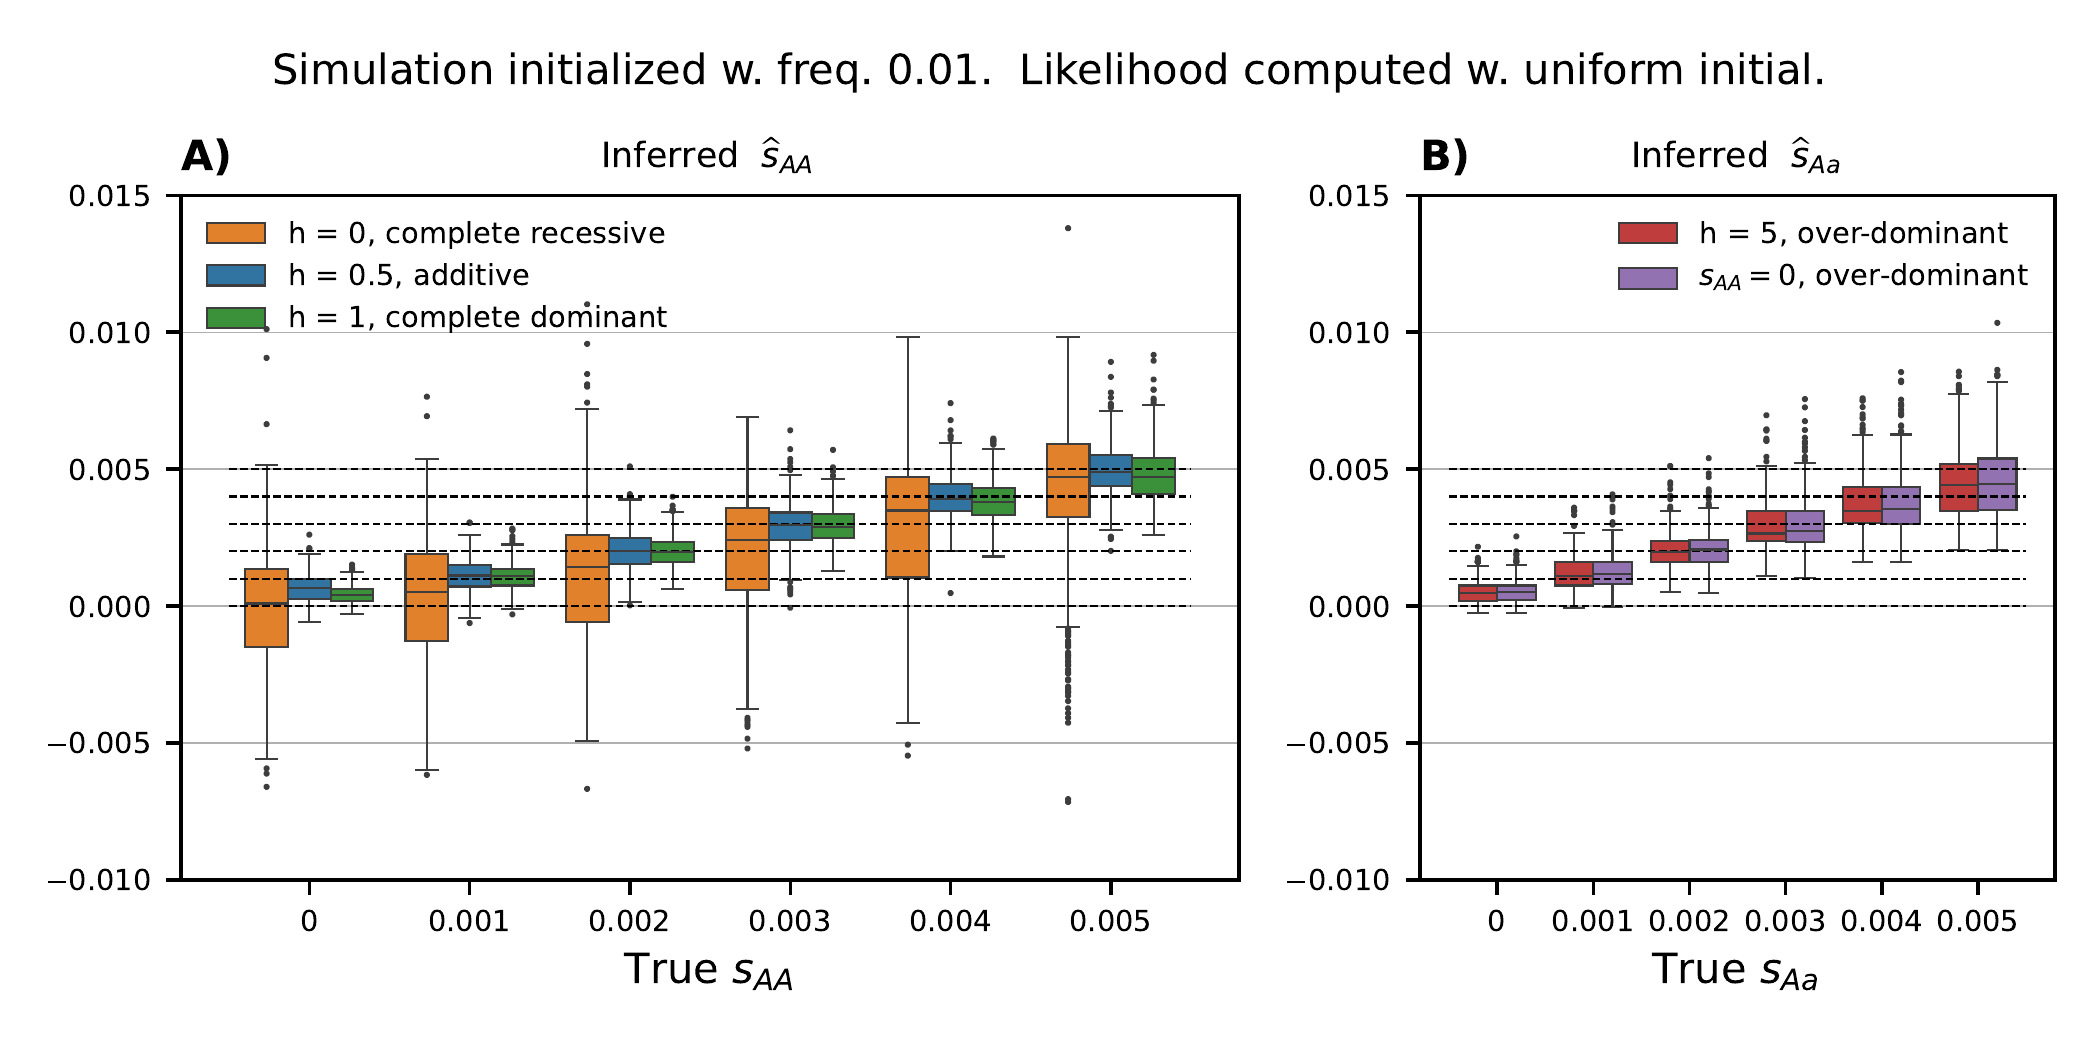 Simulation initialized w. freq. 0.01.  Likelihood computed w. uniform initial.
A)
Inferred ŝ_AA
0.015
0.010
0.005
0.000
−0.005
−0.010
h = 0, complete recessive
h = 0.5, additive
h = 1, complete dominant
0 0.001 0.002 0.003 0.004 0.005
True s_AA
B)
Inferred ŝ_Aa
0.015
0.010
0.005
0.000
−0.005
−0.010
h = 5, over-dominant
s_AA = 0, over-dominant
0 0.001 0.002 0.003 0.004 0.005
True s_Aa